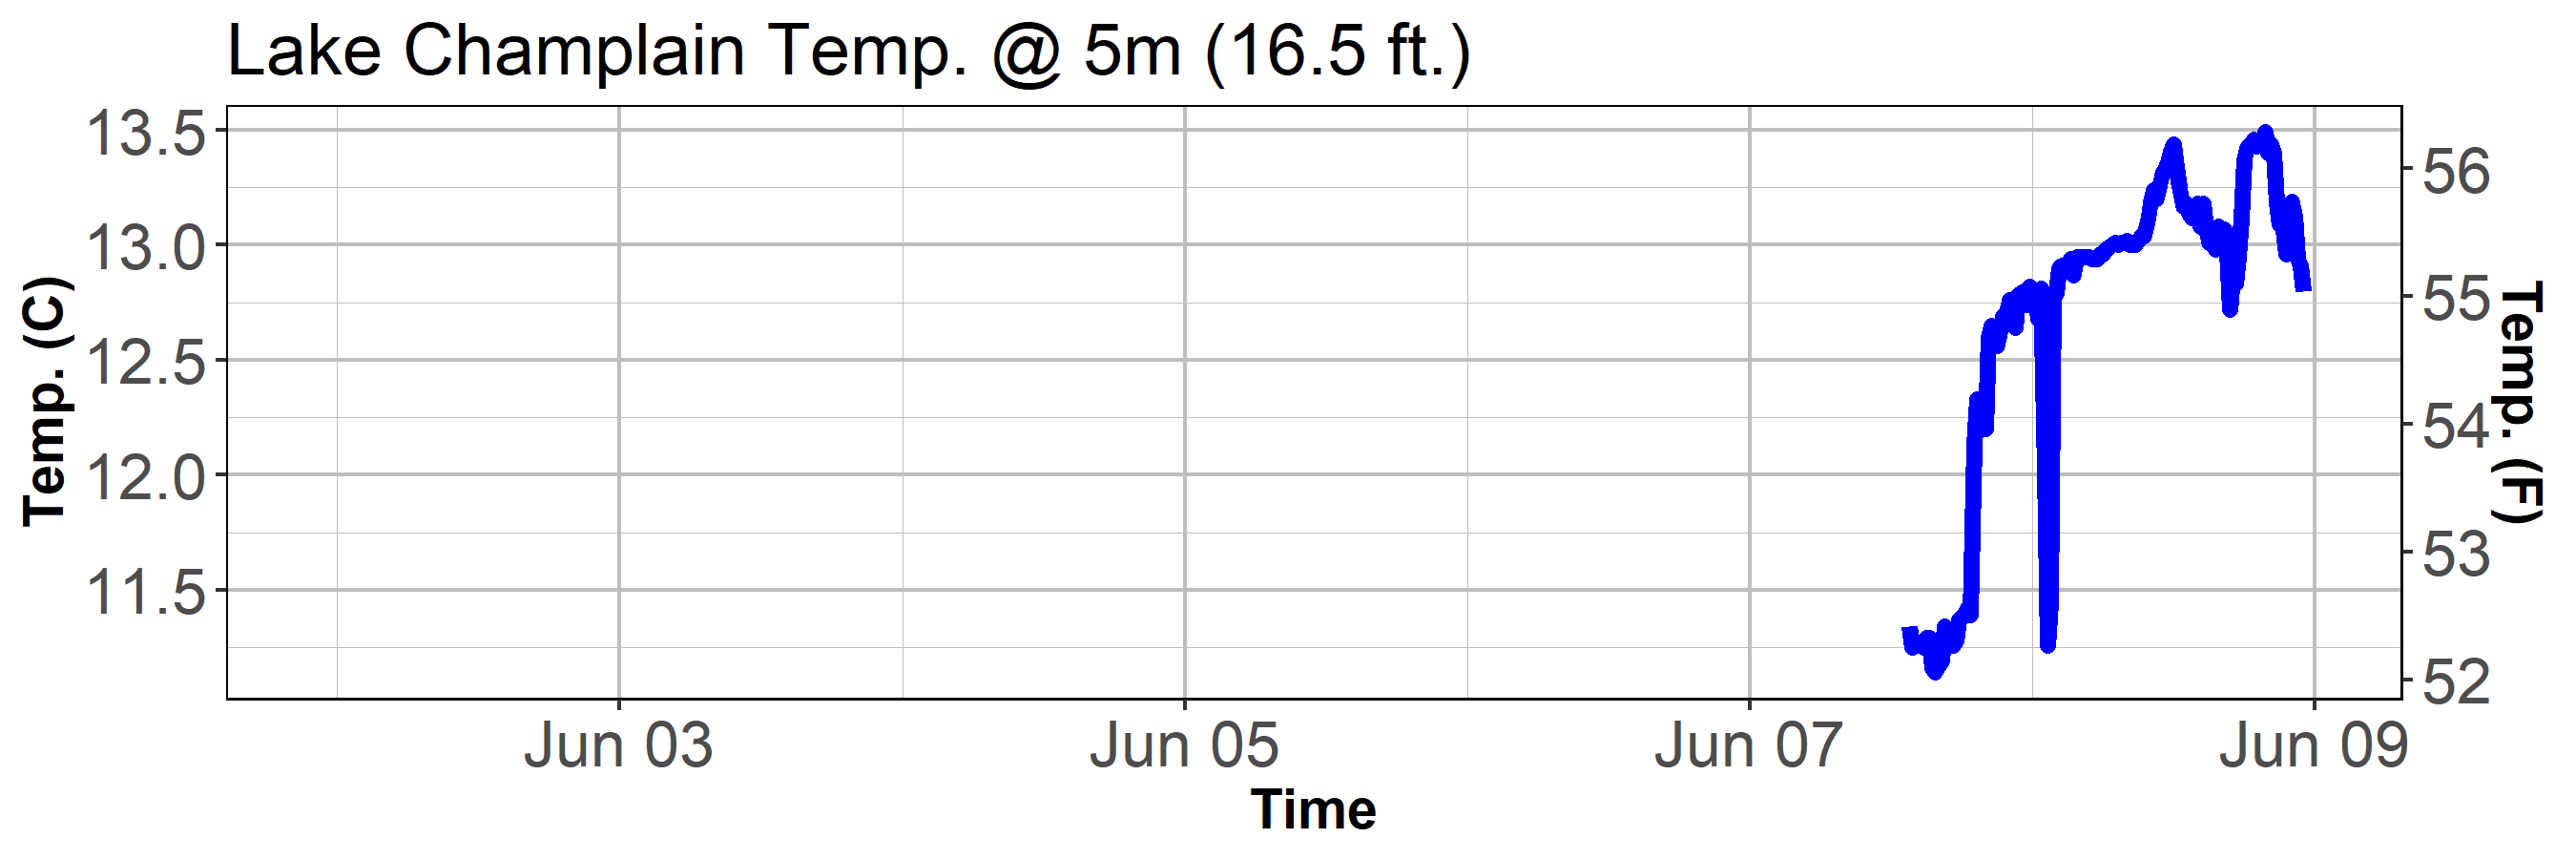 Lake Champlain Temp. @ 5m (16.5 ft.)
Temp. (C)
13.5
13.0
12.5
12.0
11.5
56
55
54
53
52
Temp. (F)
Jun 03
Jun 05
Jun 07
Jun 09
Time